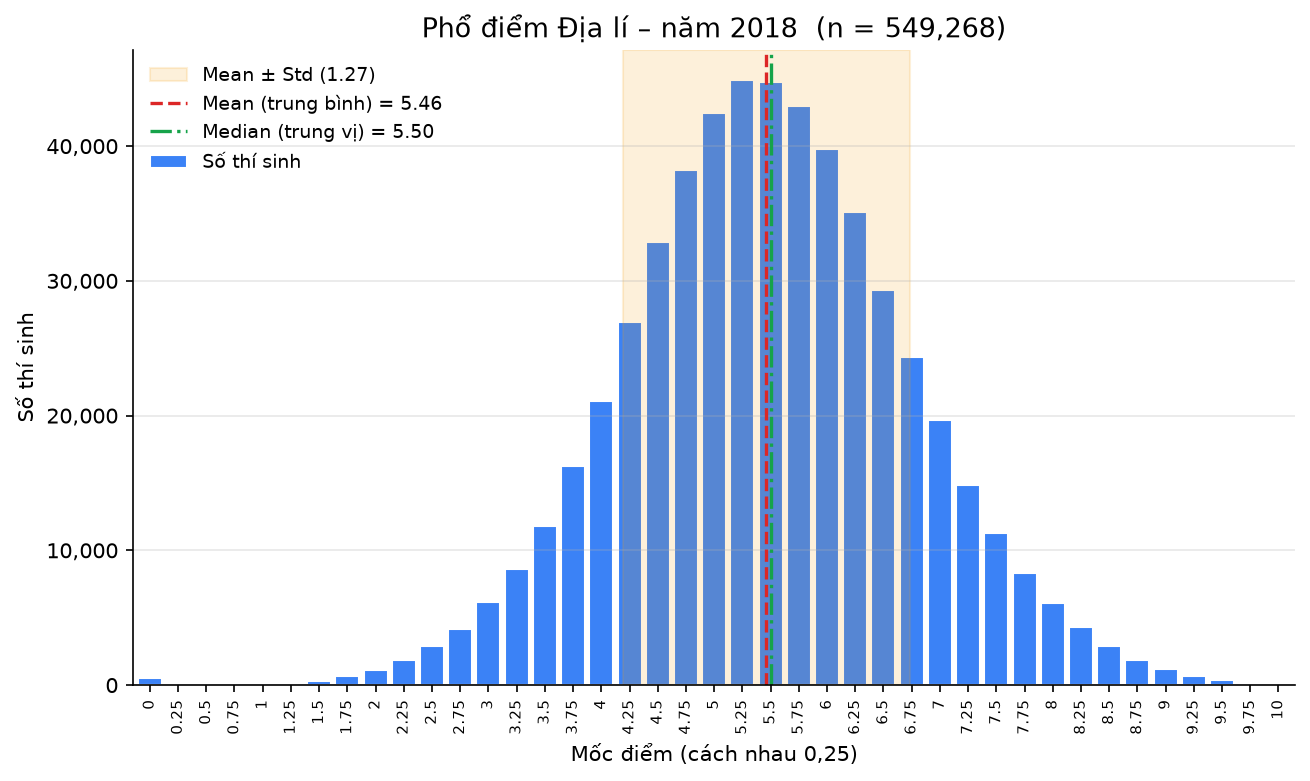 Phổ điểm Địa lí – năm 2018 (n = 549,268)
Mean ± Std (1.27)
Mean (trung bình) = 5.46
Median (trung vị) = 5.50
Số thí sinh
Số thí sinh
40,000
30,000
20,000
10,000
0
0 0.25 0.5 0.75 1 1.25 1.5 1.75 2 2.25 2.5 2.75 3 3.25 3.5 3.75 4 4.25 4.5 4.75 5 5.25 5.5 5.75 6 6.25 6.5 6.75 7 7.25 7.5 7.75 8 8.25 8.5 8.75 9 9.25 9.5 9.75 10
Mốc điểm (cách nhau 0,25)